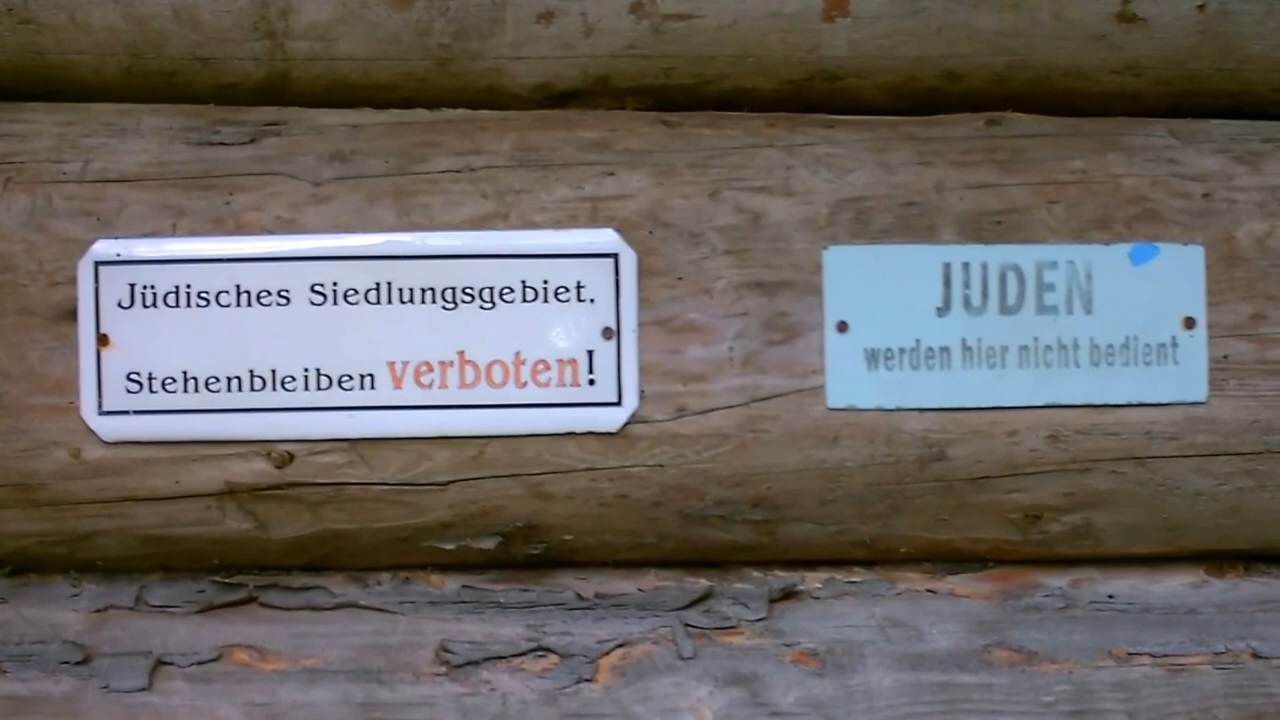 Jüdisches Siedlungsgebiet.
Stehenbleiben verboten!
JUDEN
werden hier nicht bedient